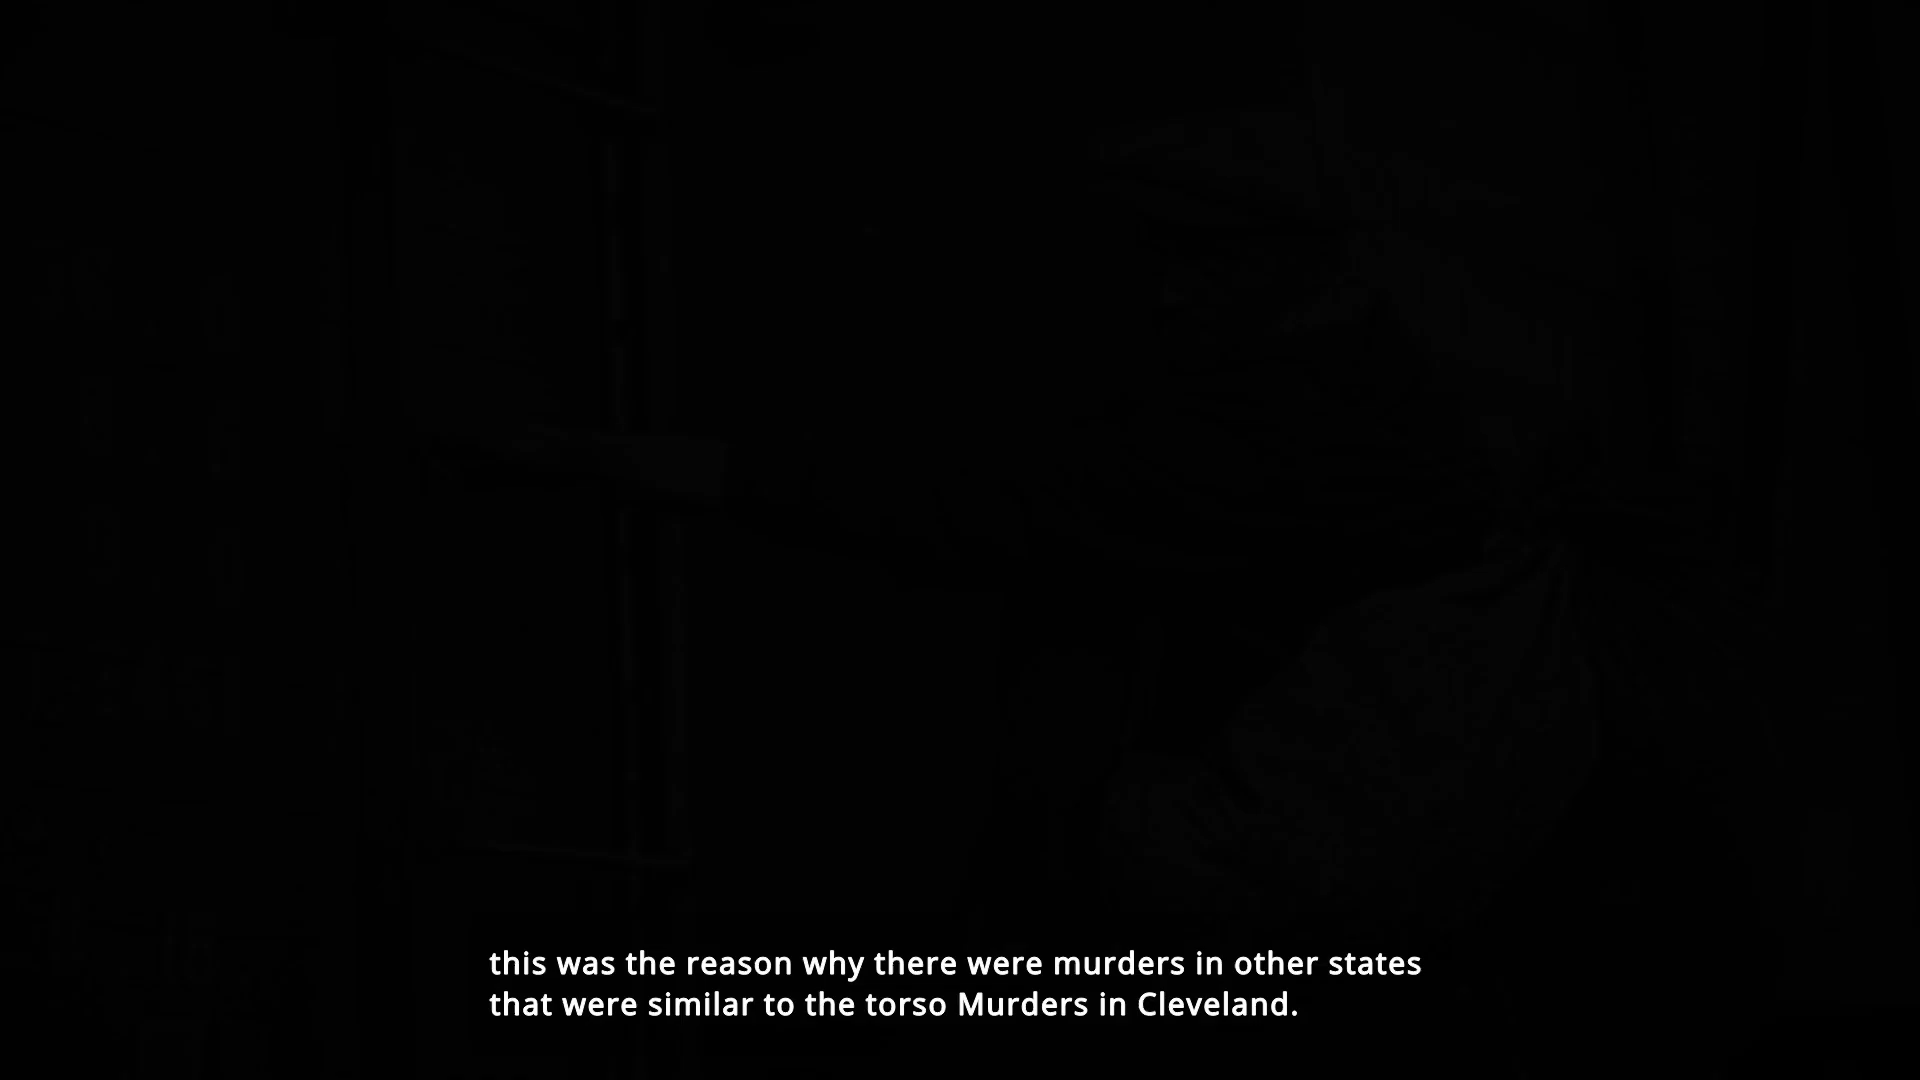 this was the reason why there were murders in other states
that were similar to the torso Murders in Cleveland.